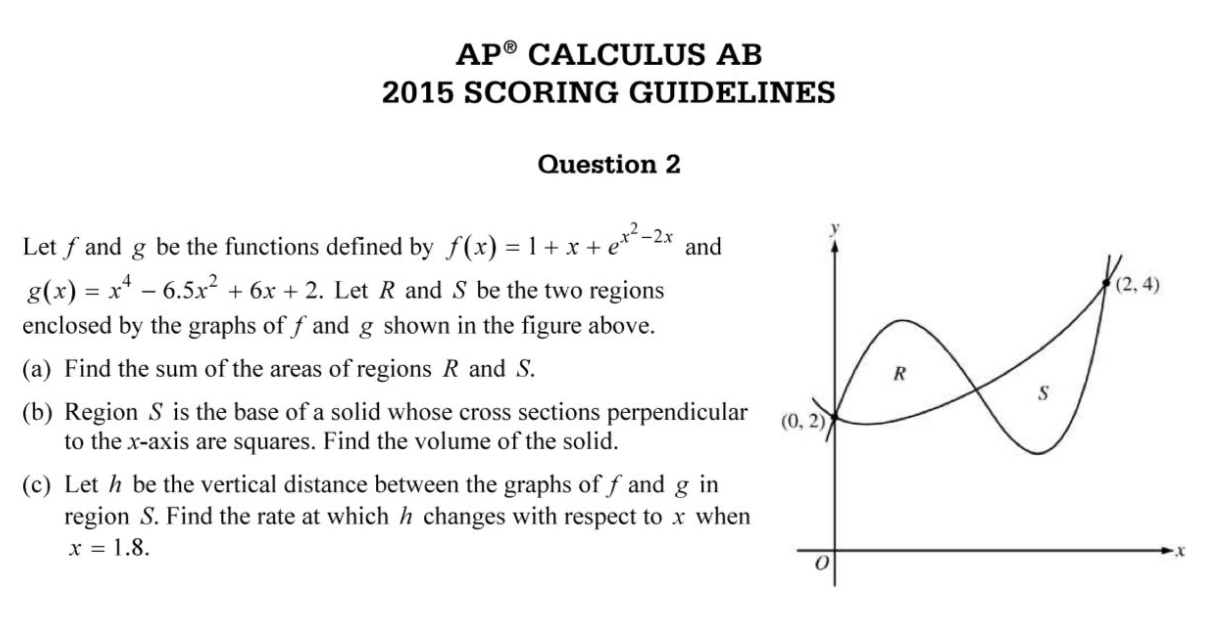 AP® CALCULUS AB
2015 SCORING GUIDELINES
Question 2
Let f and g be the functions defined by f(x) = 1 + x + e^{x^2 − 2x} and
g(x) = x^4 − 6.5x^2 + 6x + 2. Let R and S be the two regions
enclosed by the graphs of f and g shown in the figure above.
(a) Find the sum of the areas of regions R and S.
(b) Region S is the base of a solid whose cross sections perpendicular
to the x-axis are squares. Find the volume of the solid.
(c) Let h be the vertical distance between the graphs of f and g in
region S. Find the rate at which h changes with respect to x when
x = 1.8.
y
(2, 4)
R
S
(0, 2)
O
x